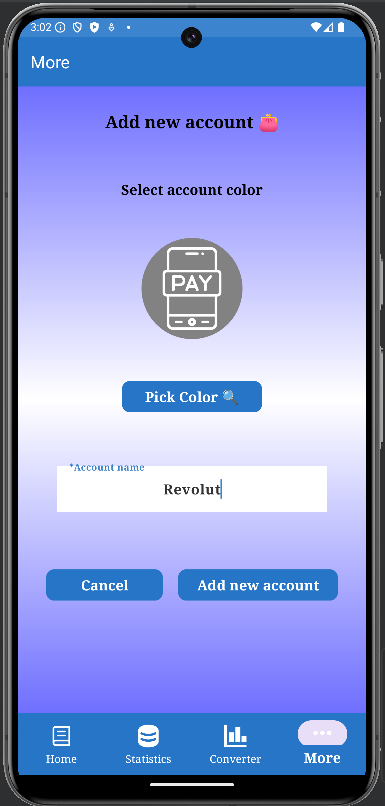 3:02
More
Add new account 👛
Select account color
PAY
Pick Color 🔍
*Account name
Revolut
Cancel
Add new account
Home
Statistics
Converter
More